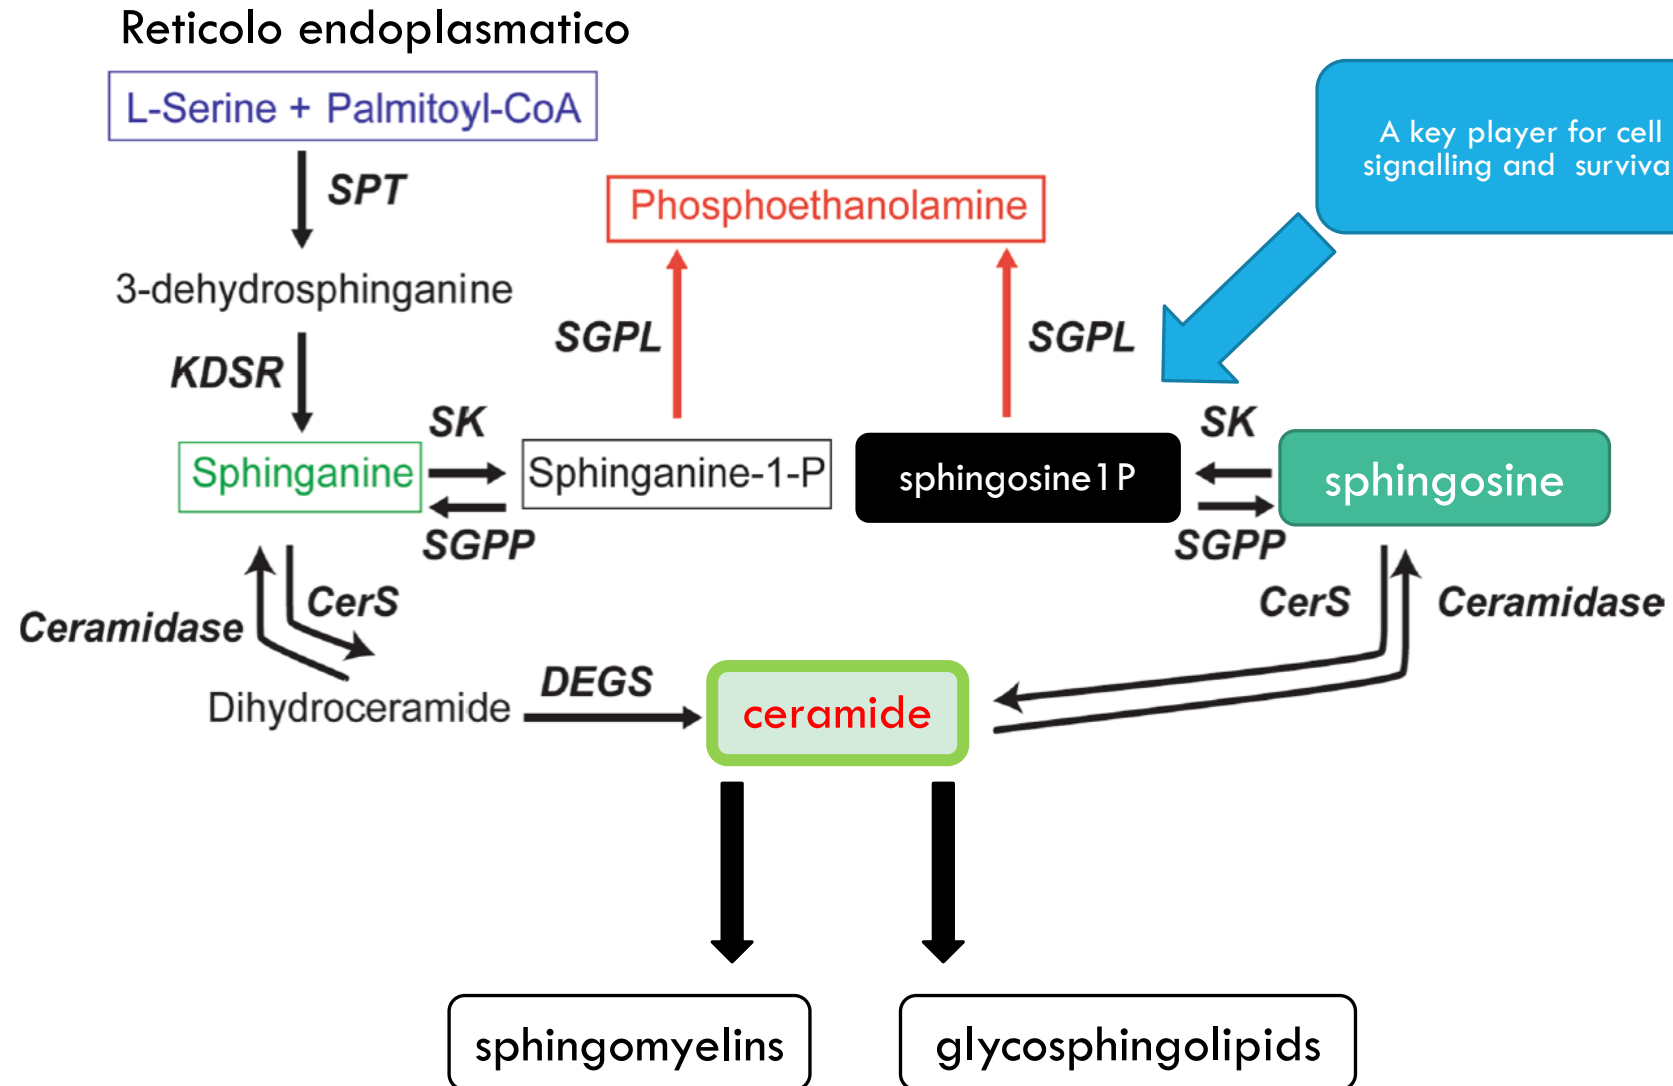 Reticolo endoplasmatico
L-Serine + Palmitoyl-CoA
A key player for cell
signalling and surviva
SPT
Phosphoethanolamine
3-dehydrosphinganine
SGPL
SGPL
KDSR
SK
SK
Sphinganine
Sphinganine-1-P
sphingosine1P
sphingosine
SGPP
SGPP
Ceramidase
CerS
CerS
Ceramidase
Dihydroceramide
DEGS
ceramide
sphingomyelins
glycosphingolipids